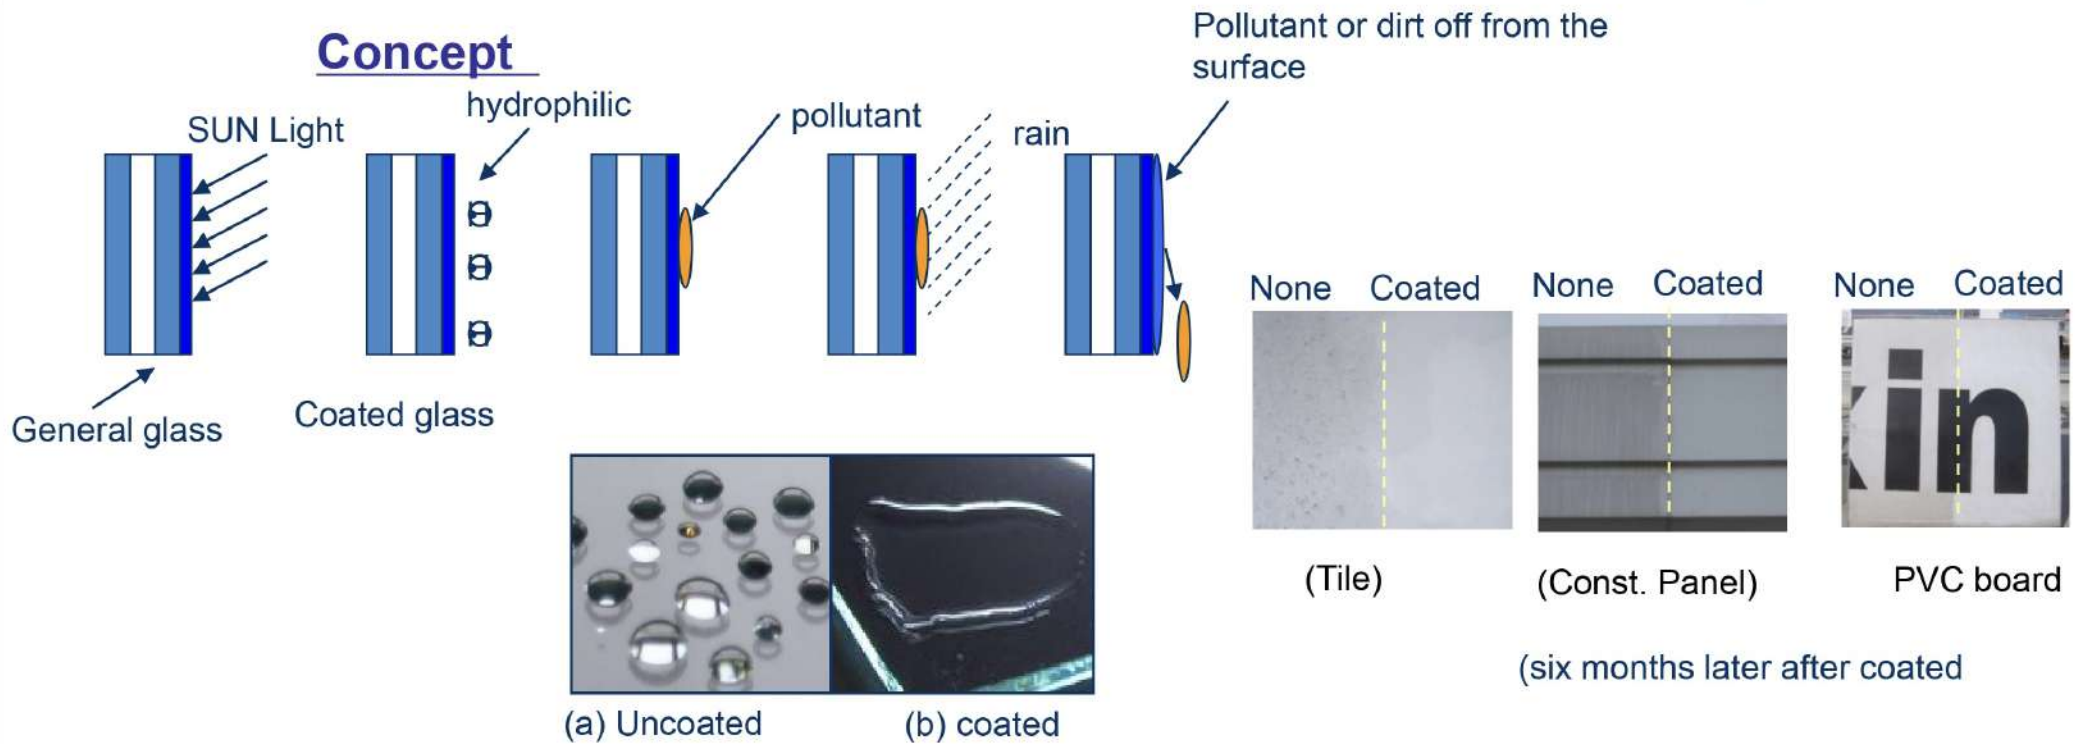 Concept
SUN Light
hydrophilic
pollutant
rain
Pollutant or dirt off from the
surface
General glass
Coated glass
(a) Uncoated
(b) coated
None Coated
None Coated
None Coated
kin
(Tile)
(Const. Panel)
PVC board
(six months later after coated